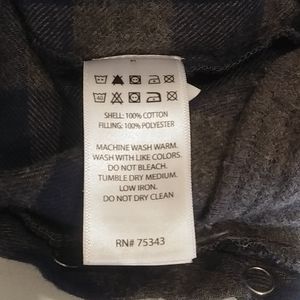 SHELL: 100% COTTON
FILLING: 100% POLYESTER
MACHINE WASH WARM.
WASH WITH LIKE COLORS.
DO NOT BLEACH.
TUMBLE DRY MEDIUM.
LOW IRON.
DO NOT DRY CLEAN
RN# 75343